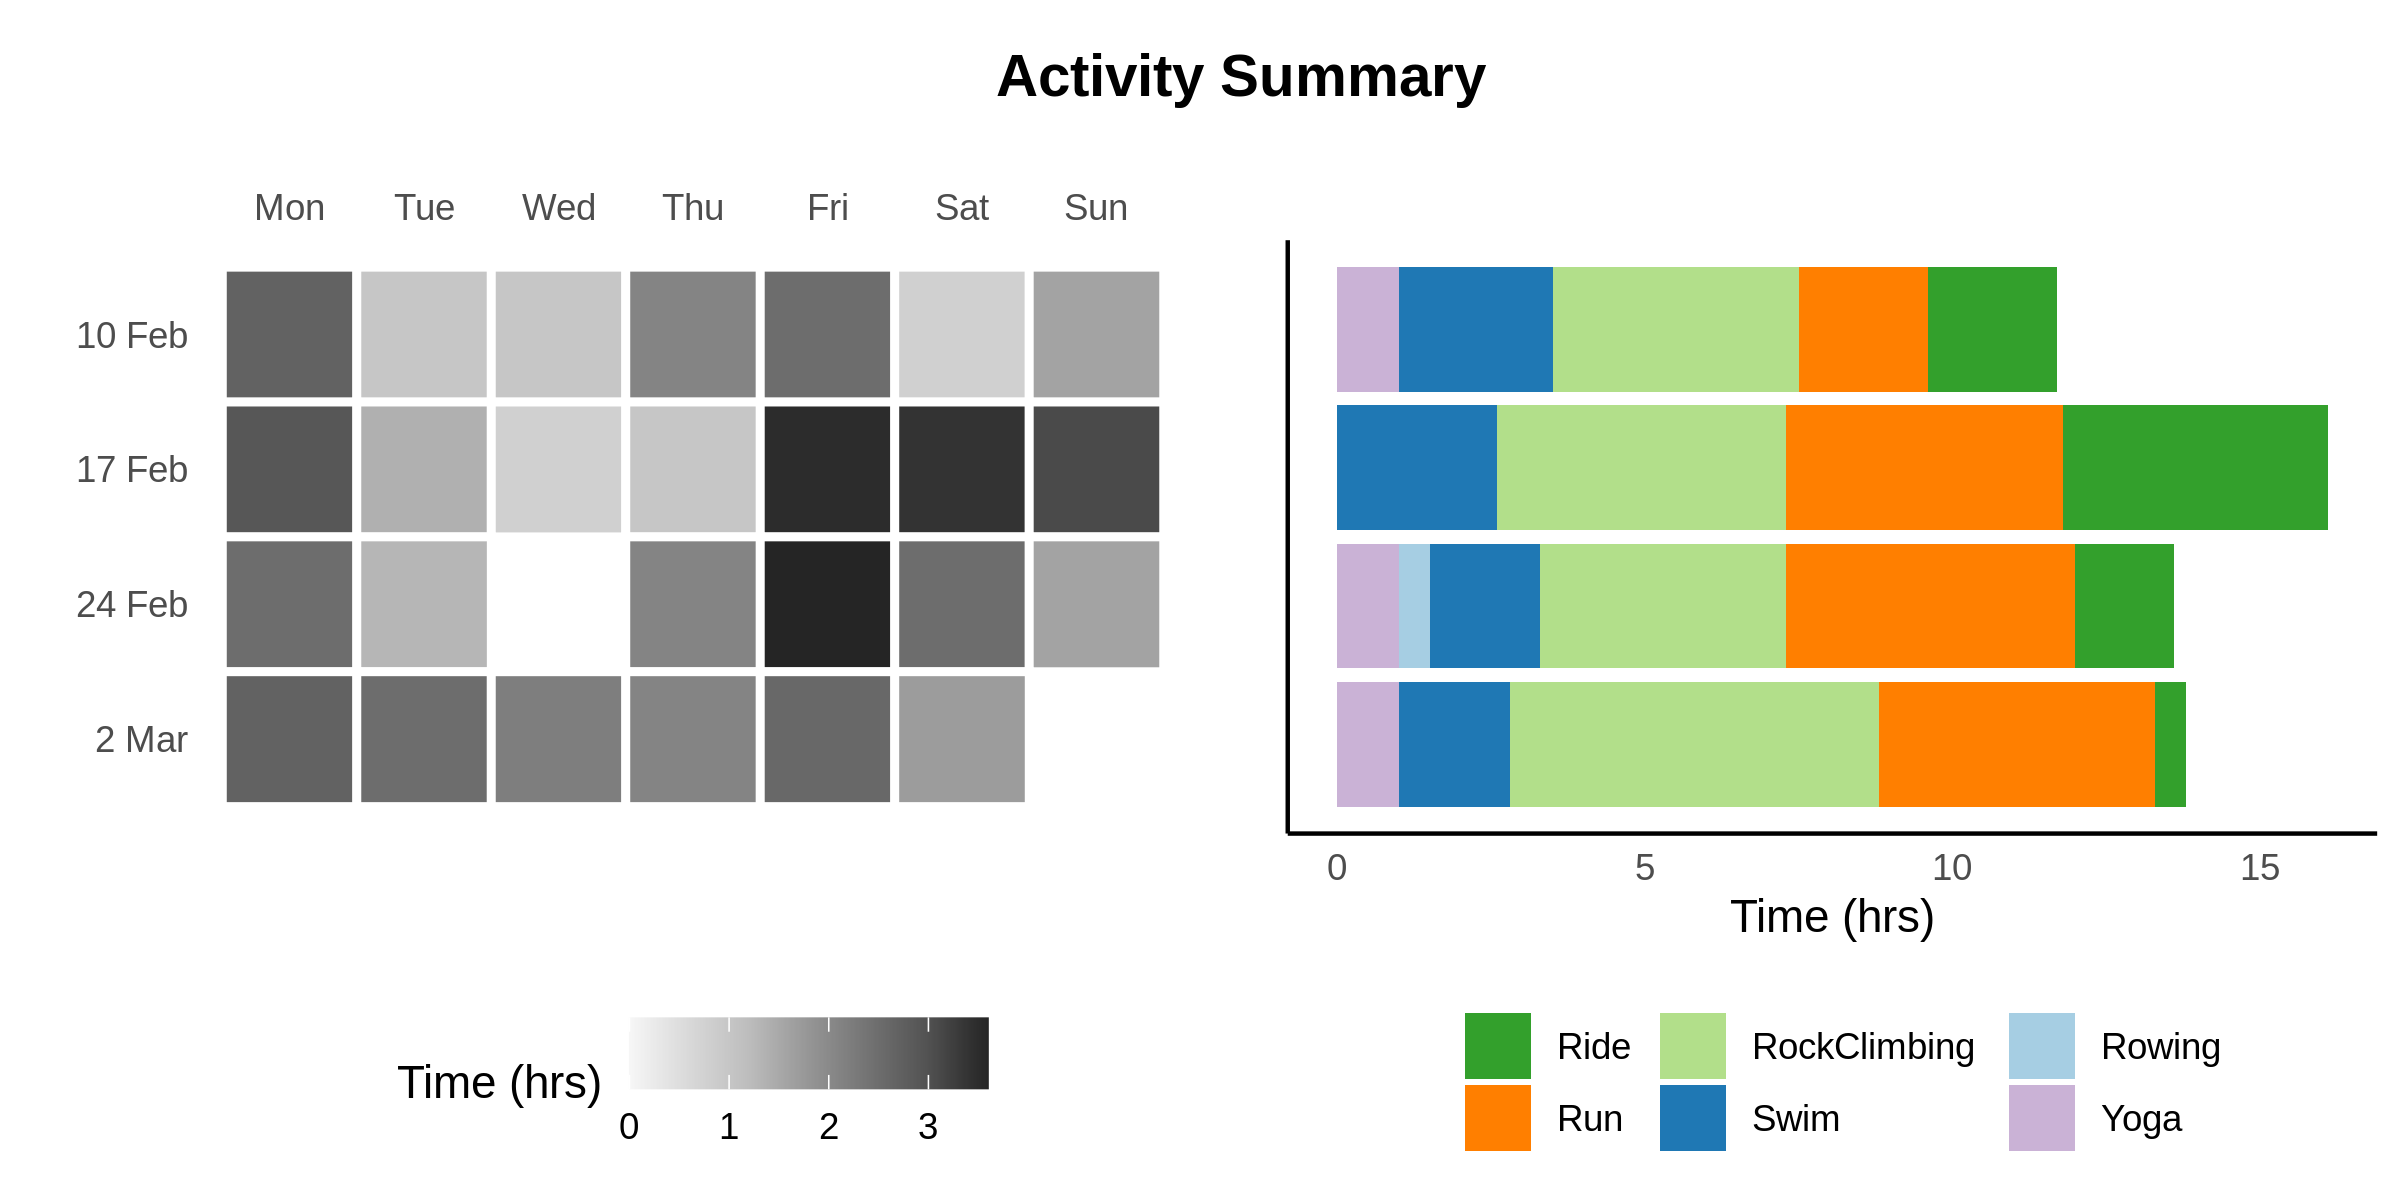 Activity Summary
Mon Tue Wed Thu Fri Sat Sun
10 Feb
17 Feb
24 Feb
2 Mar
0 5 10 15
Time (hrs)
Time (hrs)
0 1 2 3
Ride RockClimbing Rowing
Run Swim Yoga